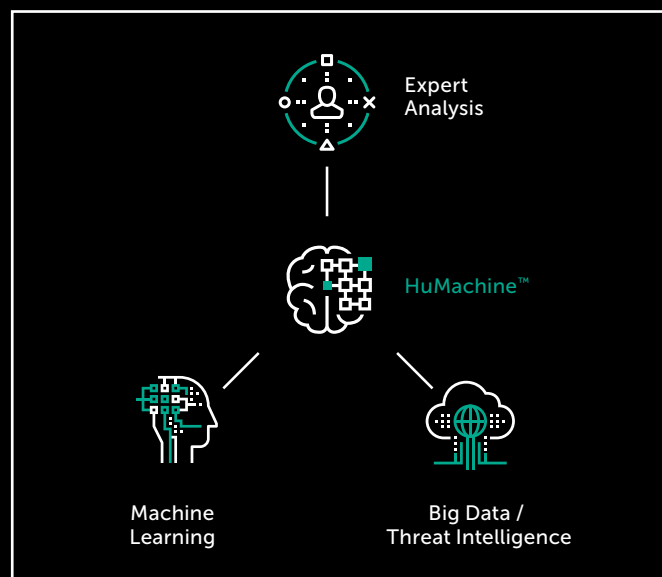 Expert
Analysis
HuMachine™
Machine
Learning
Big Data /
Threat Intelligence